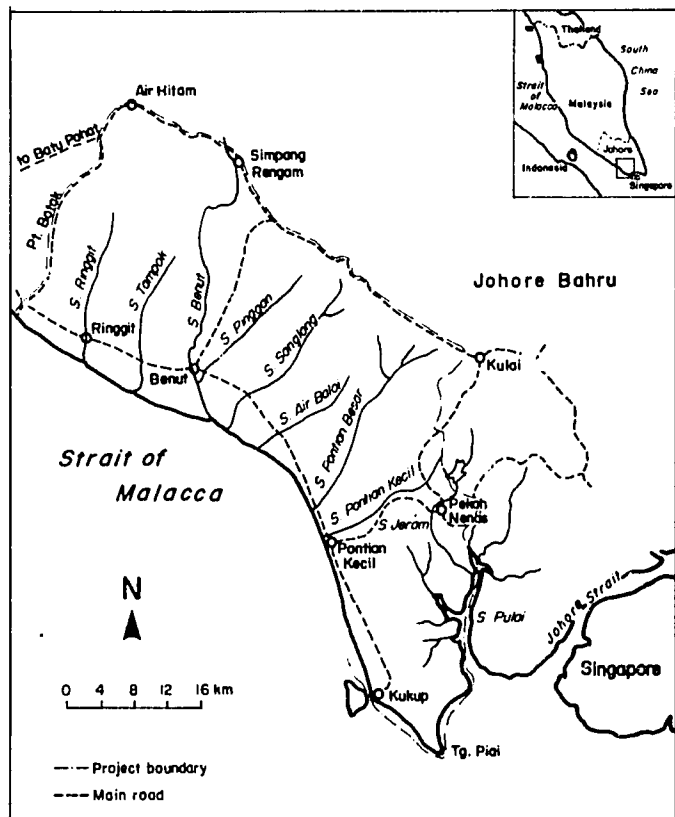 Thailand
South
China
Sea
Strait
of
Malacca
Malaysia
Johore
Indonesia
Singapore
Air Hitam
to Batu Pahat
Simpang
Rengam
Pt. Batak
S. Ringgit
S. Tampok
S. Benut
S. Pinggan
S. Sanglang
S. Air Balai
S. Pontian Besar
S. Pontian Kecil
Johore Bahru
Ringgit
Benut
Kulai
Strait of
Malacca
Pekan
Nenas
S. Jeram
Pontian
Kecil
S. Pulai
Johore Strait
Singapore
N
0 4 8 16 km
Kukup
Tg. Piai
Project boundary
Main road